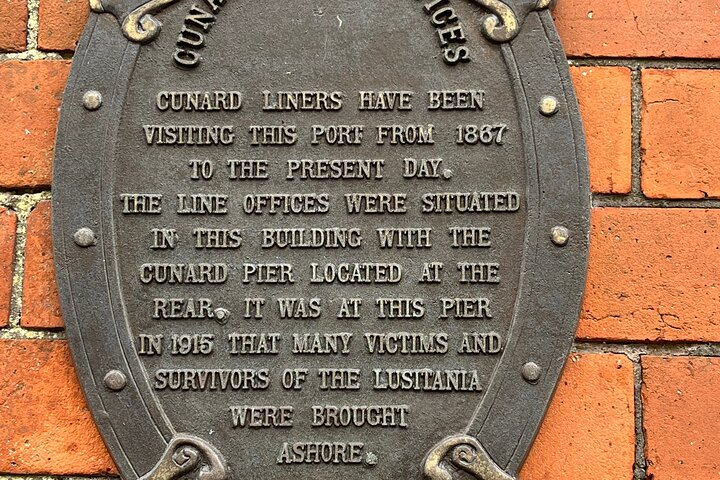 CUNARD LINERS HAVE BEEN
VISITING THIS PORT FROM 1867
TO THE PRESENT DAY.
THE LINE OFFICES WERE SITUATED
IN THIS BUILDING WITH THE
CUNARD PIER LOCATED AT THE
REAR. IT WAS AT THIS PIER
IN 1915 THAT MANY VICTIMS AND
SURVIVORS OF THE LUSITANIA
WERE BROUGHT
ASHORE.